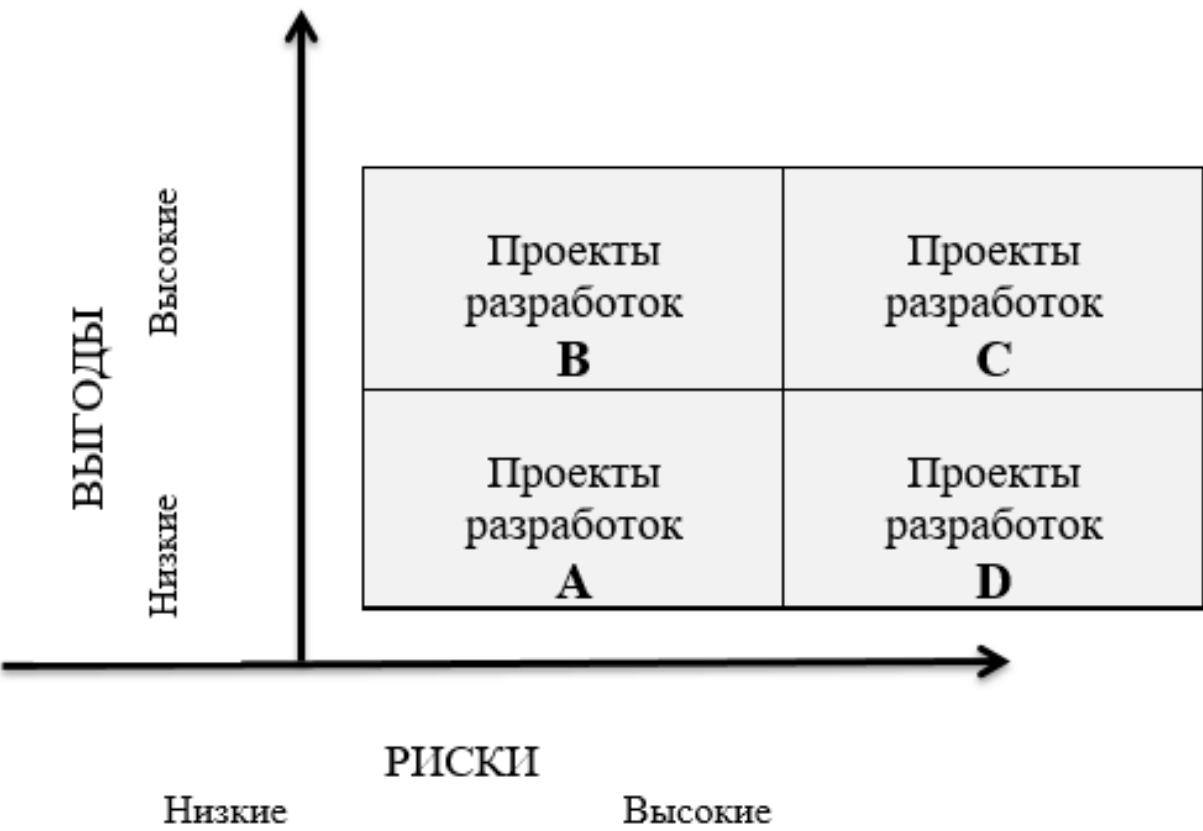 ВЫГОДЫ
Высокие
Низкие
Проекты
разработок
B
Проекты
разработок
C
Проекты
разработок
A
Проекты
разработок
D
РИСКИ
Низкие
Высокие